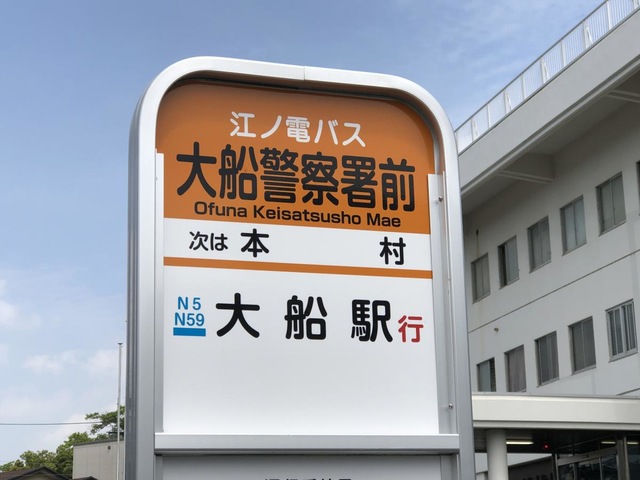 江ノ電バス
大船警察署前
Ofuna Keisatsusho Mae
次は 本村
N5
N59
大船駅行